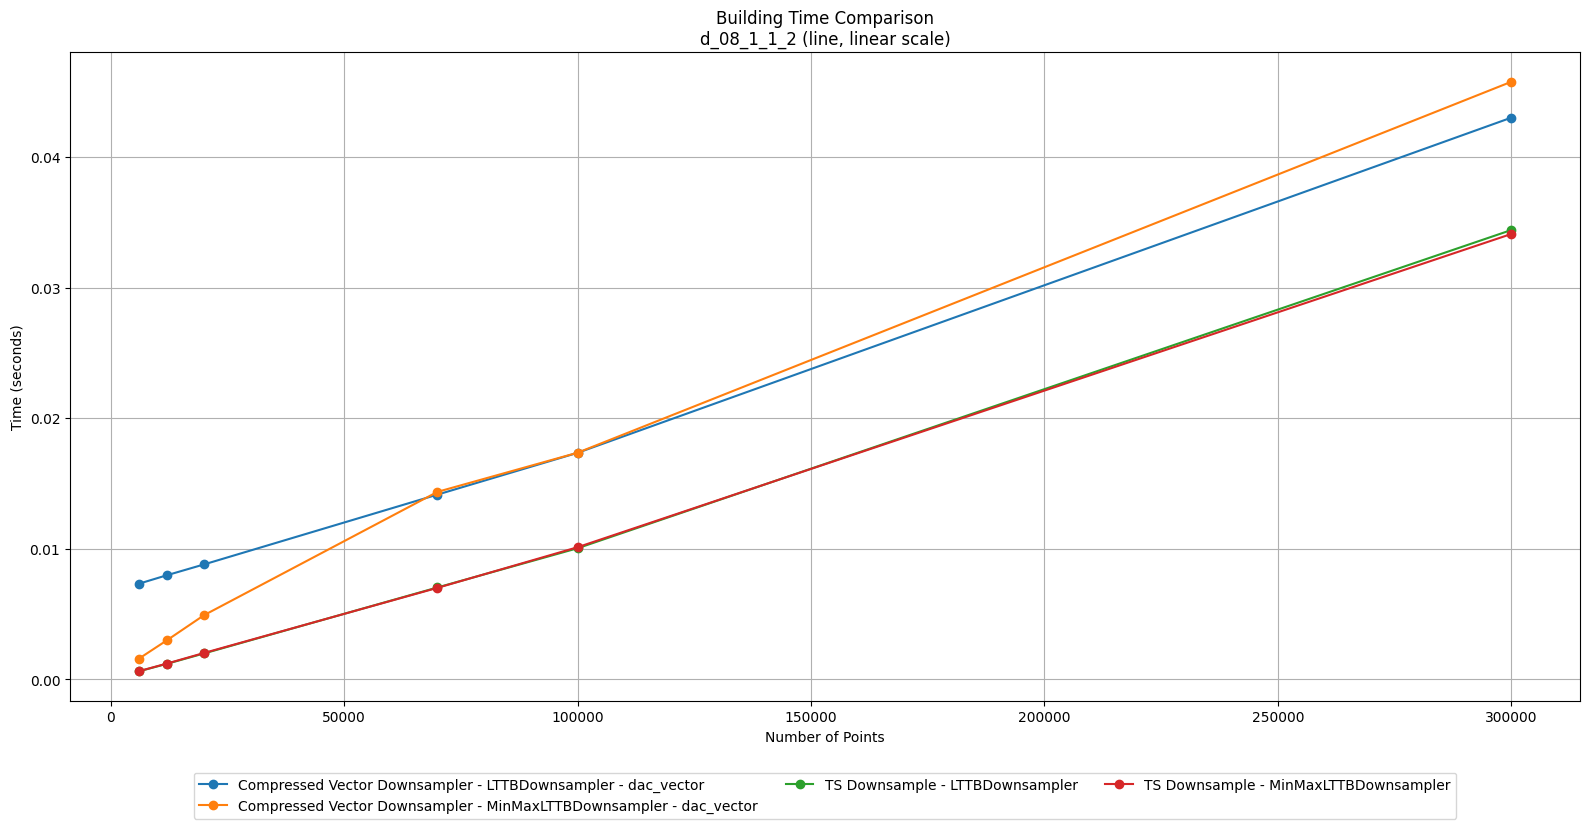 Building Time Comparison
d_08_1_1_2 (line, linear scale)
Time (seconds)
0.04
0.03
0.02
0.01
0.00
0 50000 100000 150000 200000 250000 300000
Number of Points
Compressed Vector Downsampler - LTTBDownsampler - dac_vector
Compressed Vector Downsampler - MinMaxLTTBDownsampler - dac_vector
TS Downsample - LTTBDownsampler
TS Downsample - MinMaxLTTBDownsampler